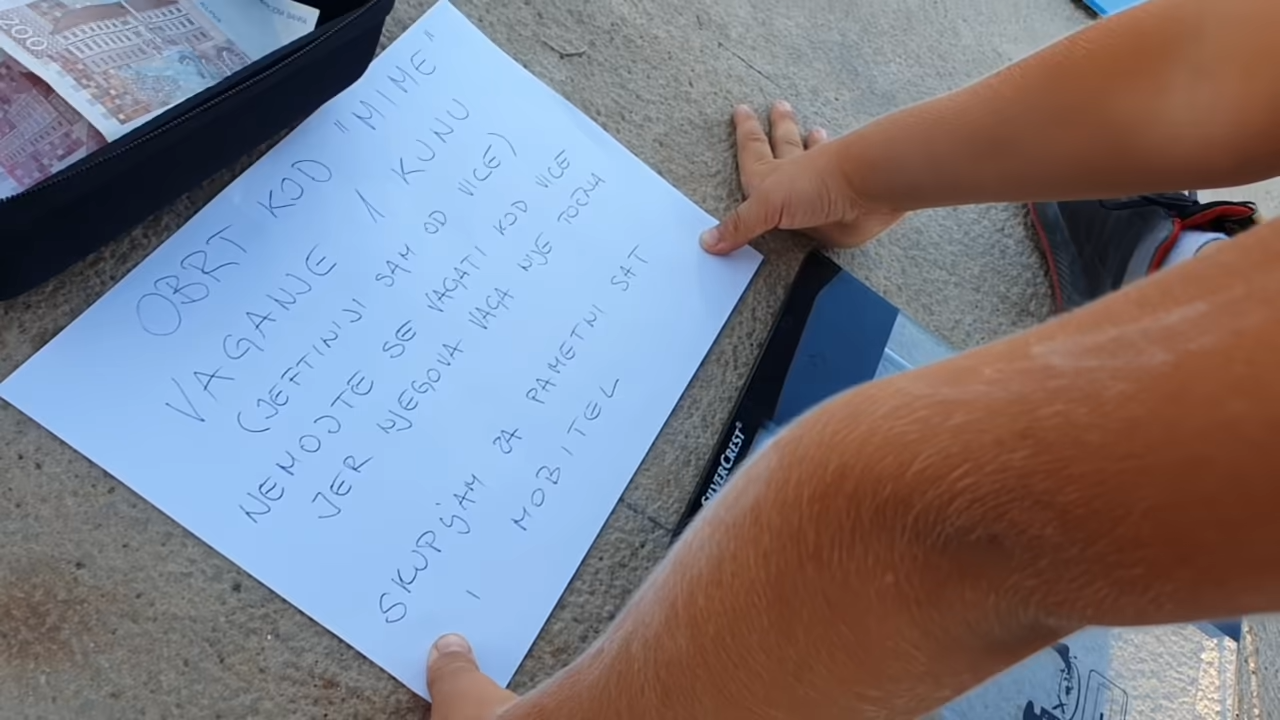 OBRT KOD "MIME"
VAGANJE 1 KUNU
(JEFTINIJI SAM OD VICE)
NEMOJTE SE VAGATI KOD VICE
JER NJEGOVA VAGA NIJE TOČNA
SKUPLJAM ZA PAMETNI SAT
I MOBITEL
SILVERCREST®
200